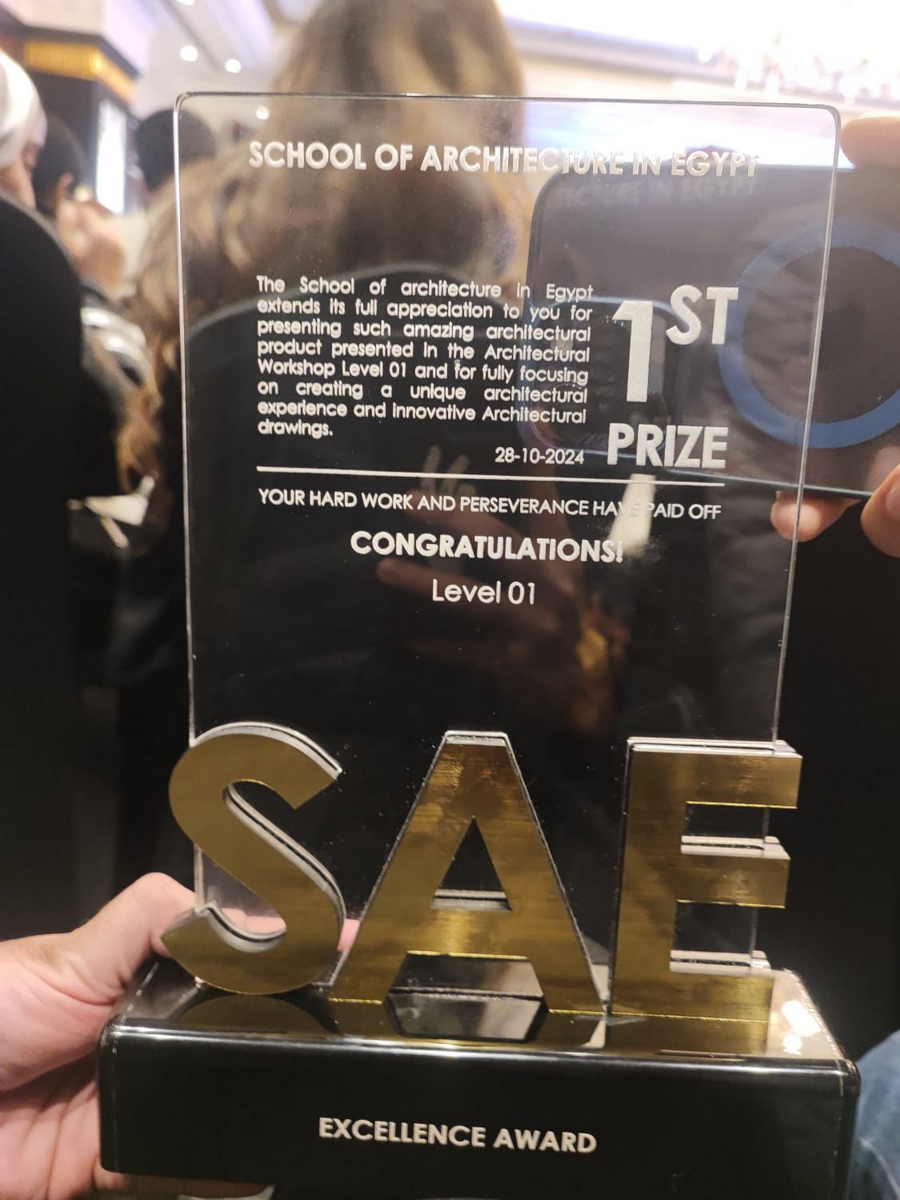 SCHOOL OF ARCHITECTURE IN EGYPT
The School of architecture in Egypt
extends its full appreciation to you for
presenting such amazing architectural
product presented in the Architectural
Workshop Level 01 and for fully focusing
on creating a unique architectural
experience and innovative Architectural
drawings.
28-10-2024
1ST
PRIZE
YOUR HARD WORK AND PERSEVERANCE HAVE PAID OFF
CONGRATULATIONS!
Level 01
SAE
EXCELLENCE AWARD